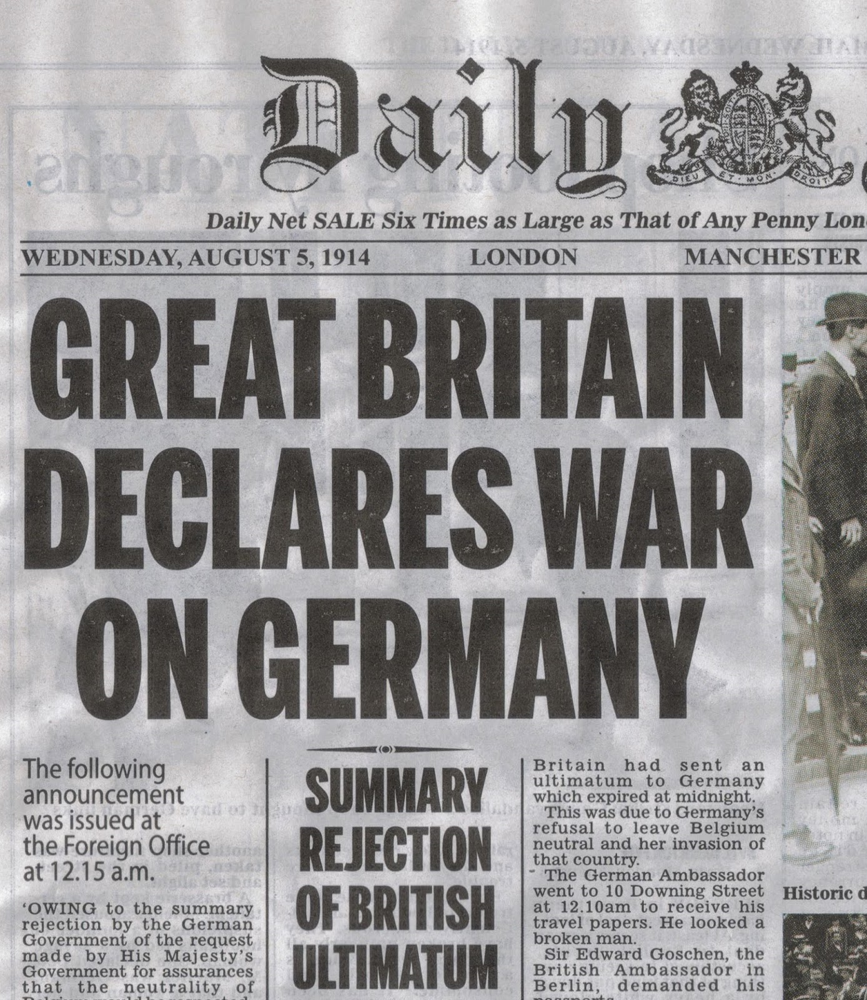 Daily
DIEU ET MON DROIT
Daily Net SALE Six Times as Large as That of Any Penny
WEDNESDAY, AUGUST 5, 1914 LONDON MANCHESTER
GREAT BRITAIN
DECLARES WAR
ON GERMANY
The following
announcement
was issued at
the Foreign Office
at 12.15 a.m.
‘OWING to the summary
rejection by the German
Government of the request
made by His Majesty’s
Government for assurances
that the neutrality of
Belgium would be respected,
SUMMARY
REJECTION
OF BRITISH
ULTIMATUM
Britain had sent an
ultimatum to Germany
which expired at midnight.
This was due to Germany’s
refusal to leave Belgium
neutral and her invasion of
that country.
The German Ambassador
went to 10 Downing Street
at 12.10am to receive his
travel papers. He looked a
broken man.
Sir Edward Goschen, the
British Ambassador in
Berlin, demanded his
passports
Historic